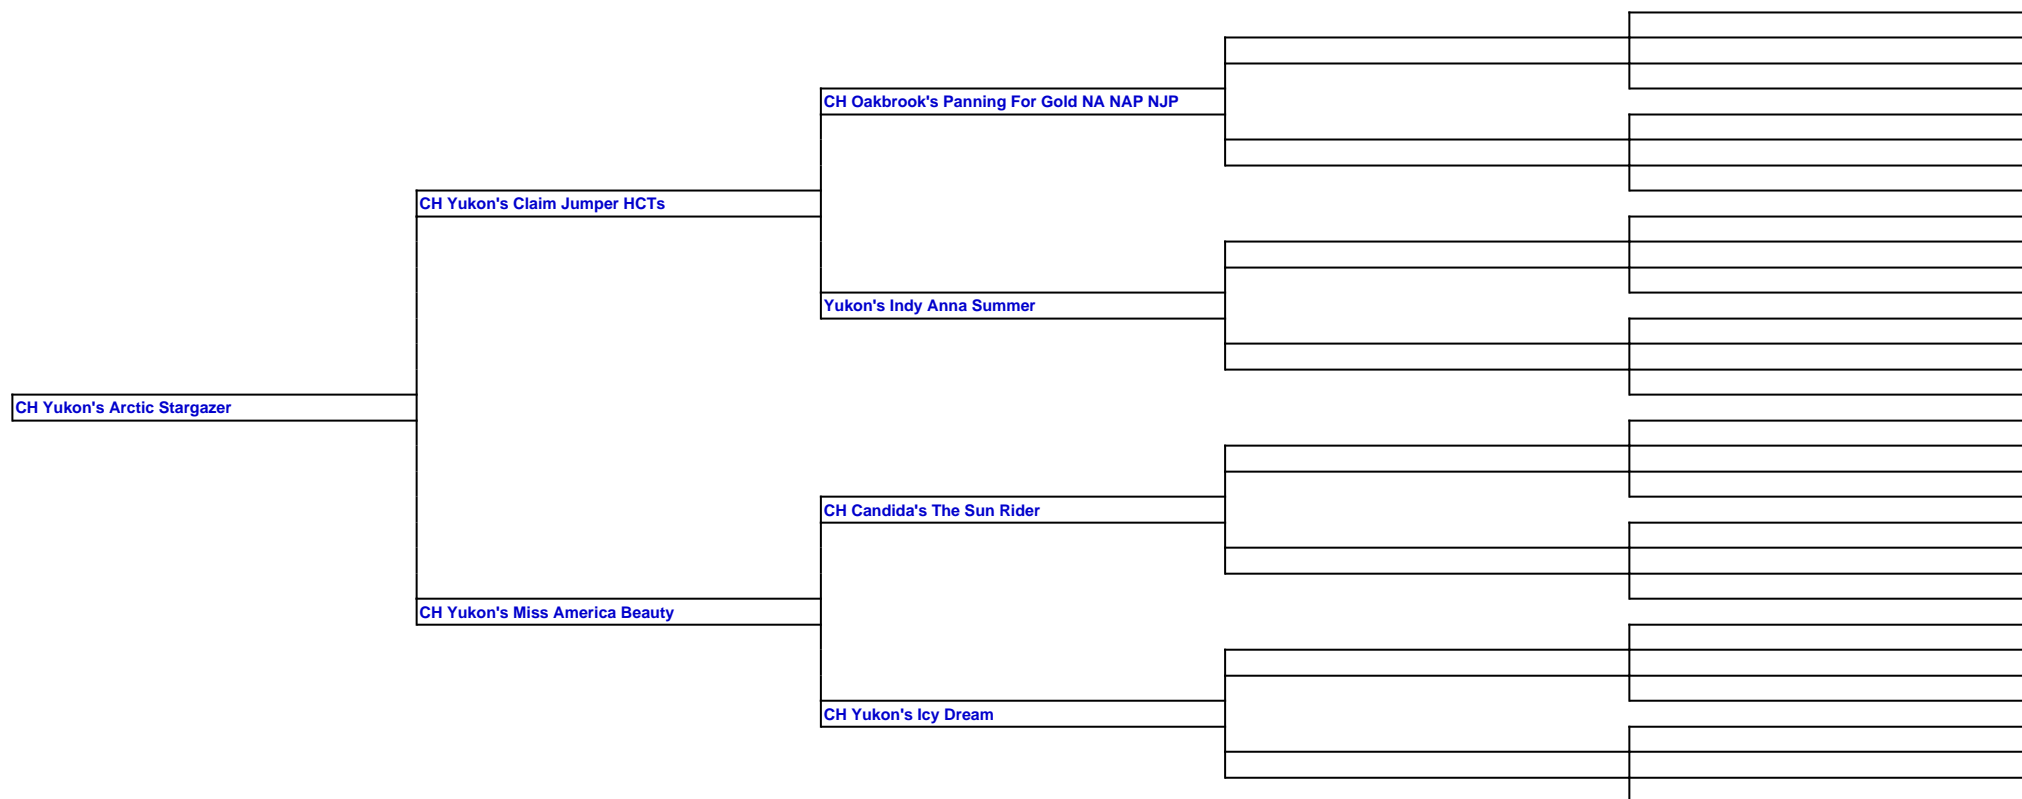 CH Oakbrook's Panning For Gold NA NAP NJP
CH Yukon's Claim Jumper HCTs
Yukon's Indy Anna Summer
CH Yukon's Arctic Stargazer
CH Candida's The Sun Rider
CH Yukon's Miss America Beauty
CH Yukon's Icy Dream